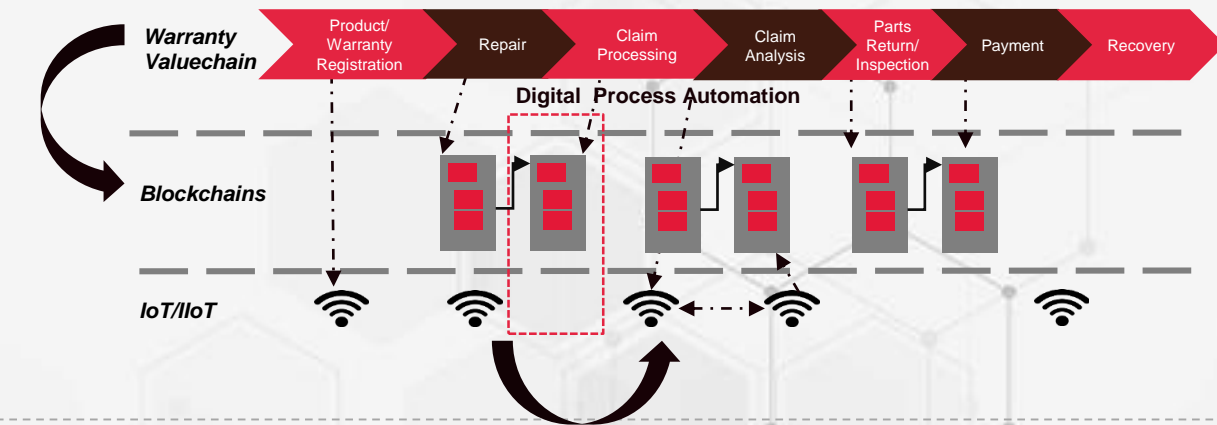 Warranty
Valuechain
Product/
Warranty
Registration
Repair
Claim
Processing
Claim
Analysis
Parts
Return/
Inspection
Payment
Recovery
Digital Process Automation
Blockchains
IoT/IIoT